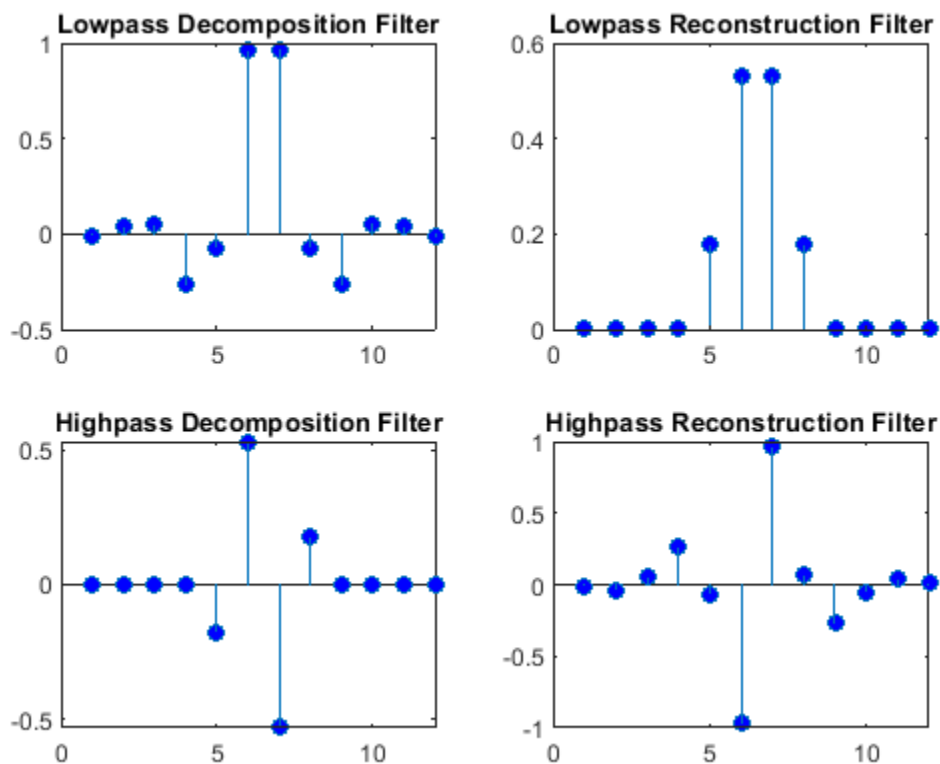 Lowpass Decomposition Filter
1
0.5
0
-0.5
0 5 10
Lowpass Reconstruction Filter
0.6
0.4
0.2
0
0 5 10
Highpass Decomposition Filter
0.5
0
-0.5
0 5 10
Highpass Reconstruction Filter
1
0.5
0
-0.5
-1
0 5 10